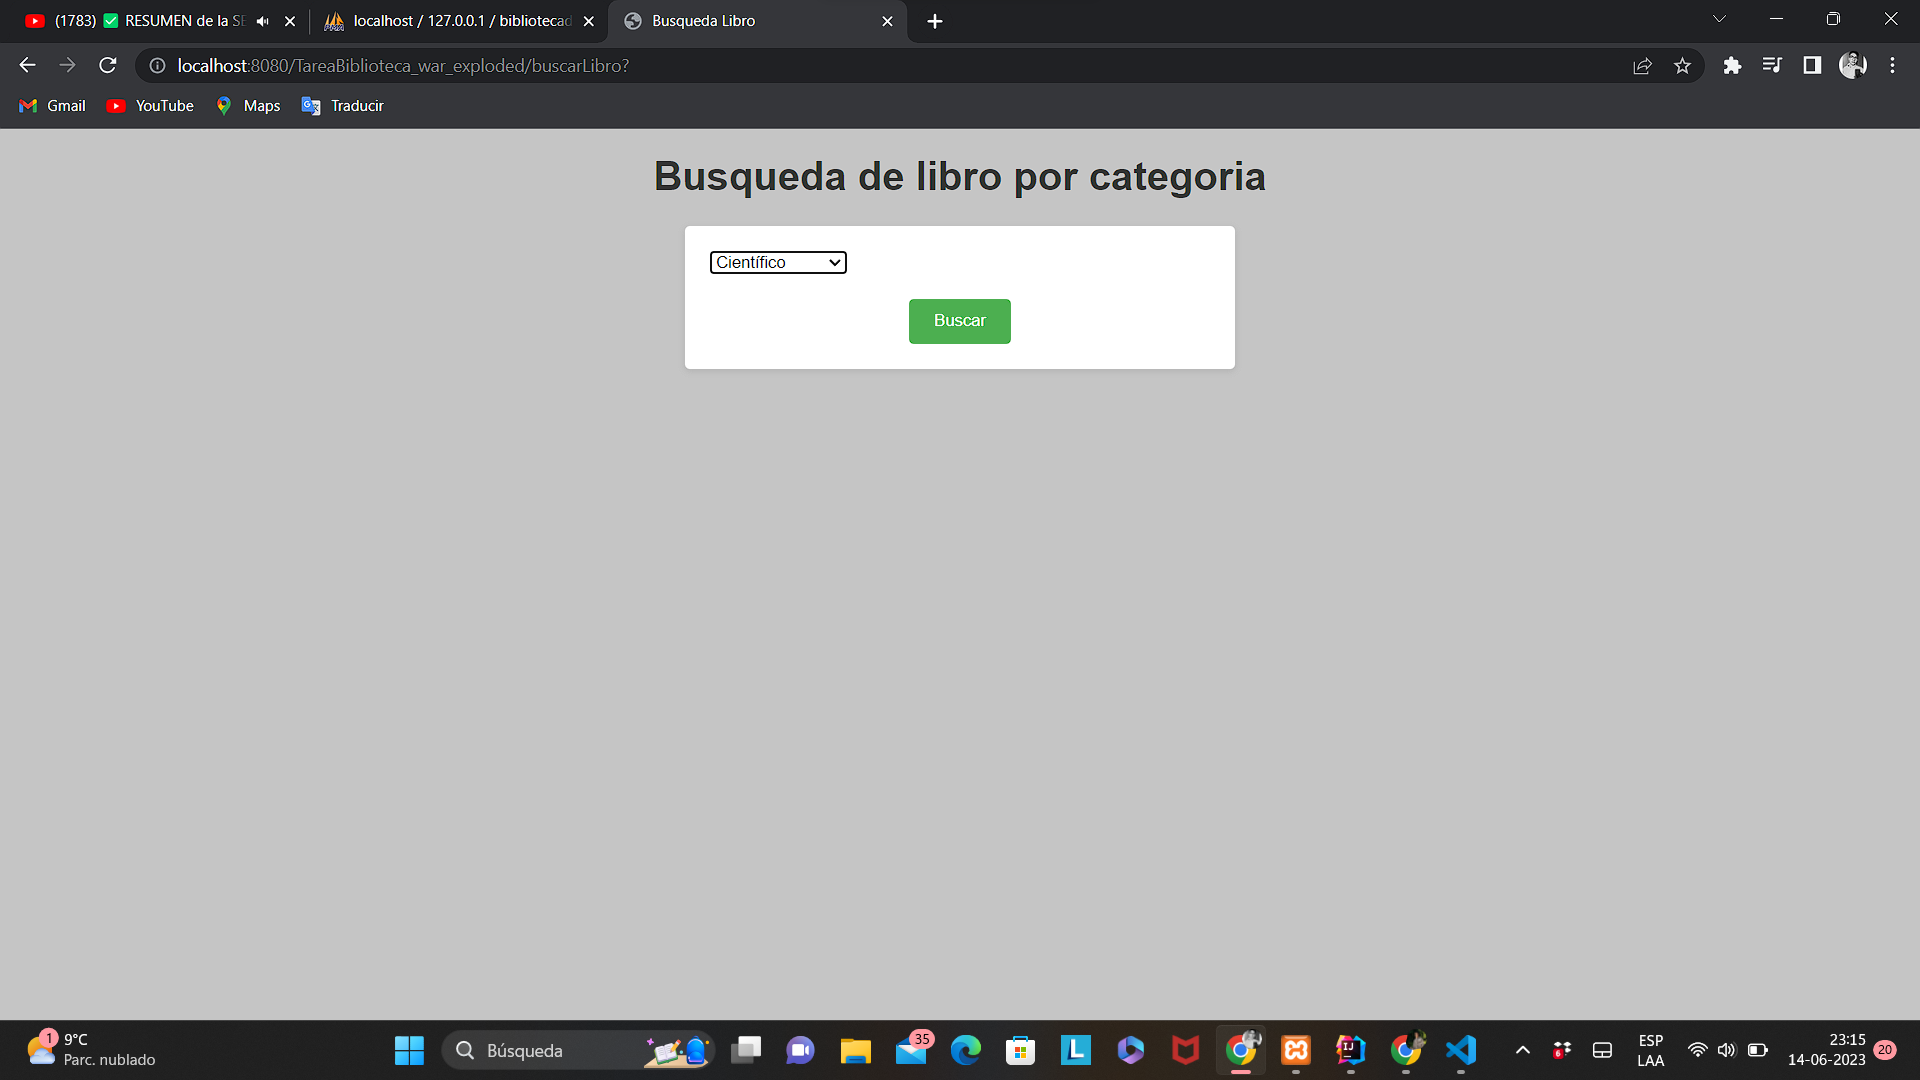 (1783) ✅ RESUMEN de la SE
localhost / 127.0.0.1 / bibliotecad
Busqueda Libro
localhost:8080/TareaBiblioteca_war_exploded/buscarLibro?
Gmail
YouTube
Maps
Traducir
Busqueda de libro por categoria
Científico
Buscar
1
9°C
Parc. nublado
Búsqueda
35
L
IJ
6
ESP
LAA
23:15
14-06-2023
20